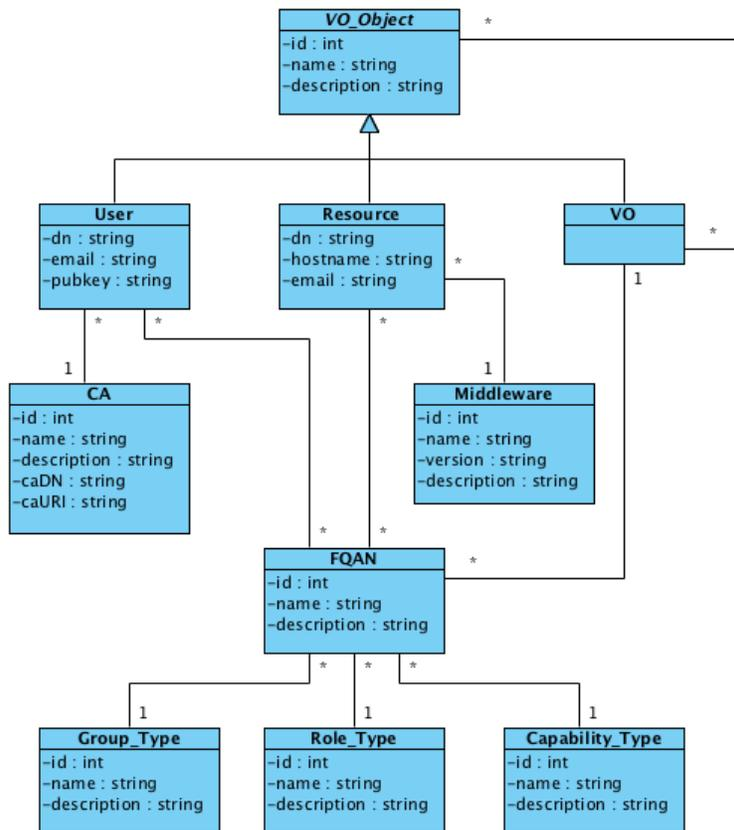 VO_Object
*
-id : int
-name : string
-description : string
User
-dn : string
-email : string
-pubkey : string
Resource
-dn : string
-hostname : string
-email : string
VO
*
*
1
*
*
*
1
1
CA
-id : int
-name : string
-description : string
-caDN : string
-caURI : string
Middleware
-id : int
-name : string
-version : string
-description : string
*
*
*
FQAN
-id : int
-name : string
-description : string
*
*
*
1
1
1
Group_Type
-id : int
-name : string
-description : string
Role_Type
-id : int
-name : string
-description : string
Capability_Type
-id : int
-name : string
-description : string